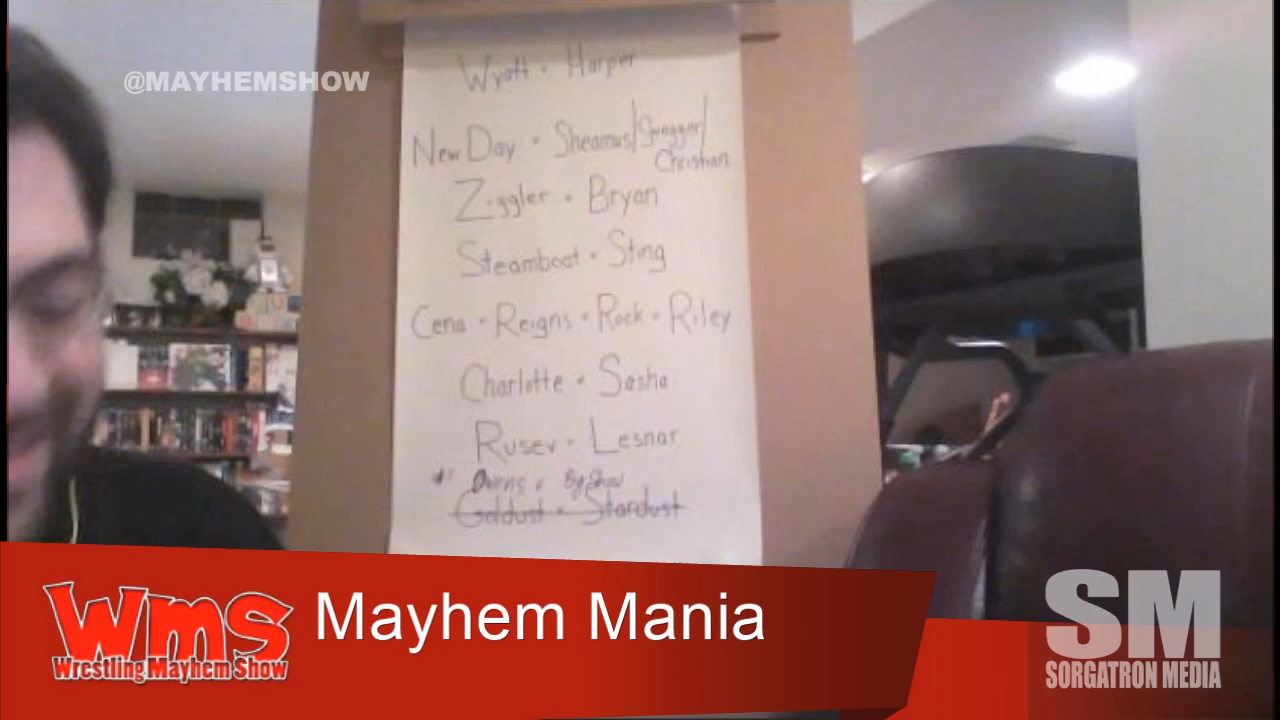 @MAYHEMSHOW
Wyatt • Harper
New Day • Sheamus/Swagger/
Christian
Ziggler • Bryan
Steamboat • Sting
Cena • Reigns • Rock • Riley
Charlotte • Sasha
Rusev • Lesnar
#1 Owens • Big Show
Goldust • Stardust
WMS
Wrestling Mayhem Show
Mayhem Mania
SM
SORGATRON MEDIA